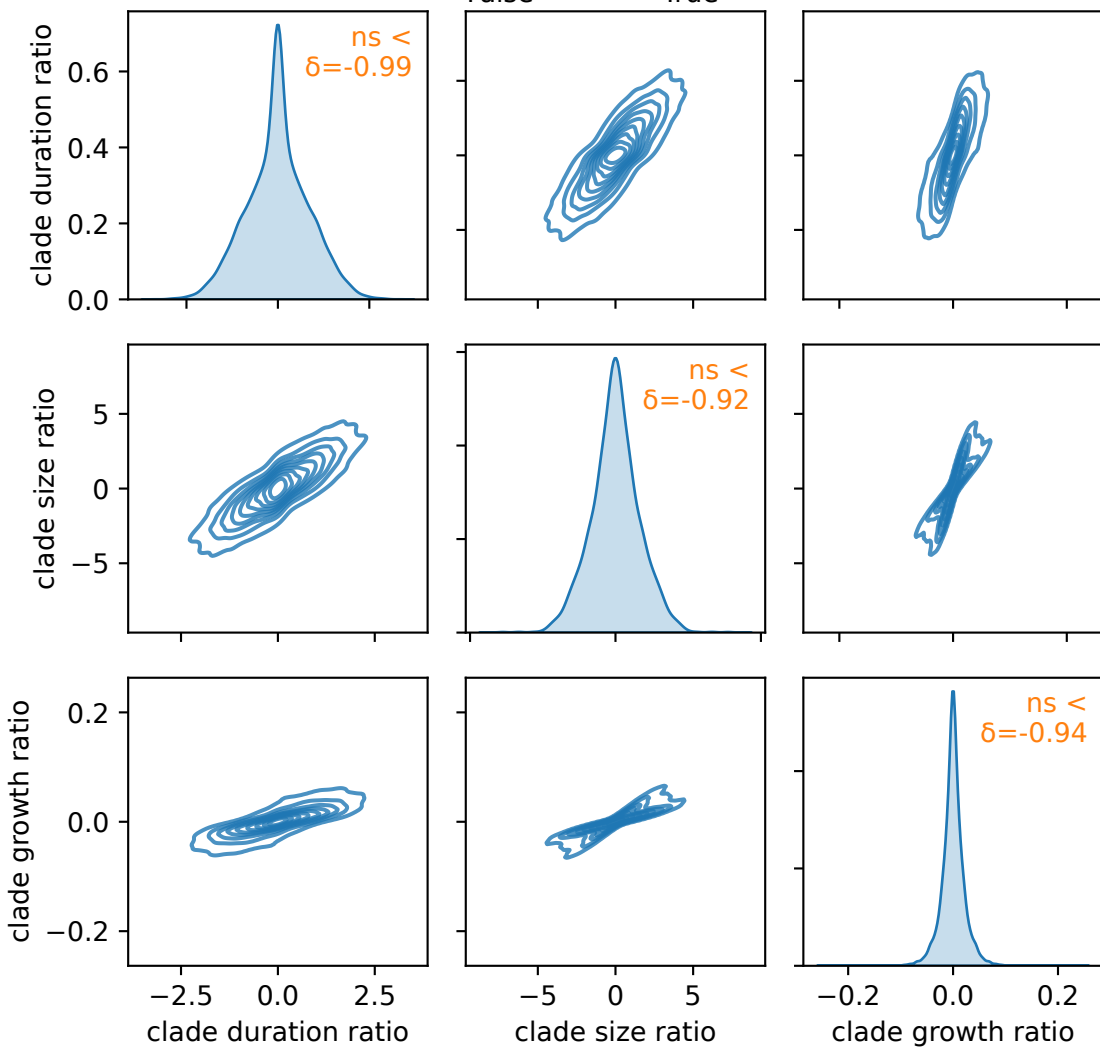 clade duration ratio
0.6
0.4
0.2
0.0
ns <
δ=-0.99
clade size ratio
5
0
−5
ns <
δ=-0.92
clade growth ratio
0.2
0.0
−0.2
ns <
δ=-0.94
−2.5 0.0 2.5
−5 0 5
−0.2 0.0 0.2
clade duration ratio
clade size ratio
clade growth ratio